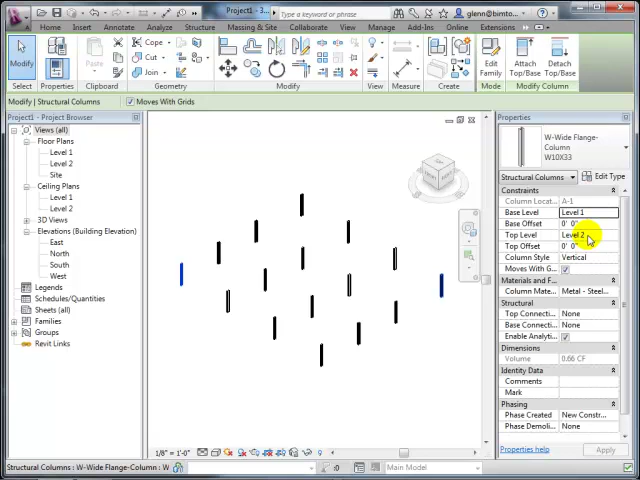 Project1 - 3...
Type a keyword or phrase
glenn@bimto...
Home
Insert
Annotate
Structure
Massing & Site
Collaborate
View
Manage
Add-Ins
Extensions
Modify
Modify
Properties
Paste
Cope
Cut
Join
Edit
Family
Attach
Top/Base
Detach
Top/Base
Select
Properties
Clipboard
Geometry
Modify
View
Measure
Create
Mode
Modify Column
Modify | Structural Columns
Moves With Grids
Project1 - Project Browser
Views (all)
Floor Plans
Level 1
Level 2
Site
Ceiling Plans
Level 1
Level 2
3D Views
Elevations (Building Elevation)
East
North
South
West
Legends
Schedules/Quantities
Sheets (all)
Families
Groups
Revit Links
Properties
W-Wide Flange-
Column
W10X33
Structural Columns
Edit Type
Constraints
Column Locat... A-1
Base Level Level 1
Base Offset 0' 0"
Top Level Level 2
Top Offset 0' 0"
Column Style Vertical
Moves With G...
Materials and F...
Column Mate... Metal - Steel...
Structural
Top Connectio... None
Base Connectio... None
Enable Analyti...
Dimensions
Volume 0.66 CF
Identity Data
Comments
Mark
Phasing
Phase Created New Constr...
Phase Demoli... None
Properties help
Apply
1/8" = 1'-0"
Structural Columns : W-Wide Flange-Column : W
:0
Main Model